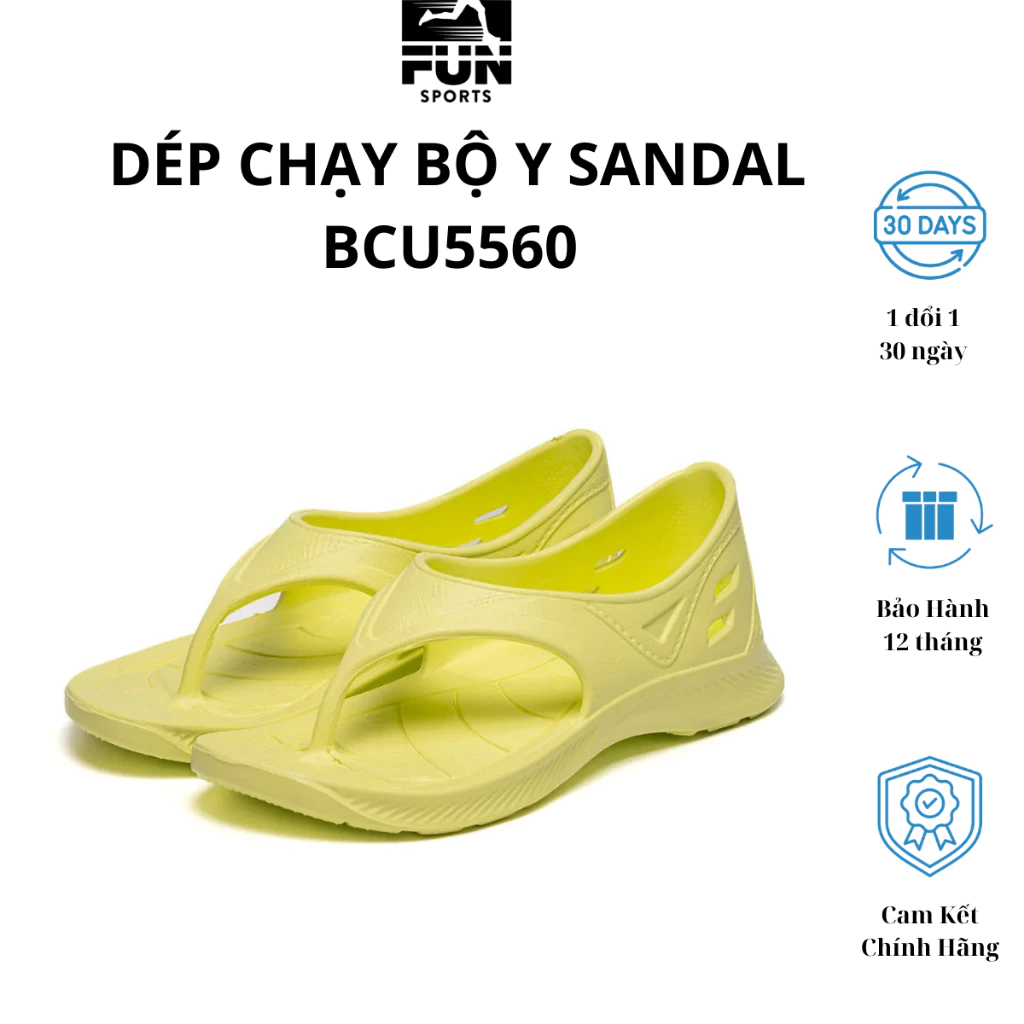 FUN
SPORTS
DÉP CHẠY BỘ Y SANDAL
BCU5560
30 DAYS
1 đổi 1
30 ngày
Bảo Hành
12 tháng
Cam Kết
Chính Hãng